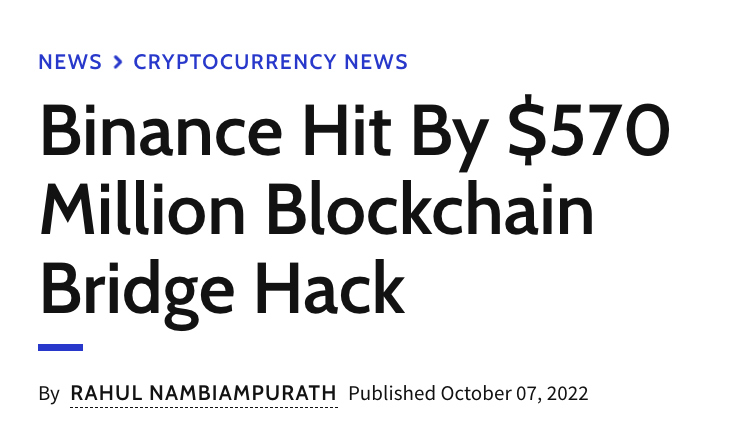 NEWS > CRYPTOCURRENCY NEWS
Binance Hit By $570
Million Blockchain
Bridge Hack
By RAHUL NAMBIAMPURATH Published October 07, 2022